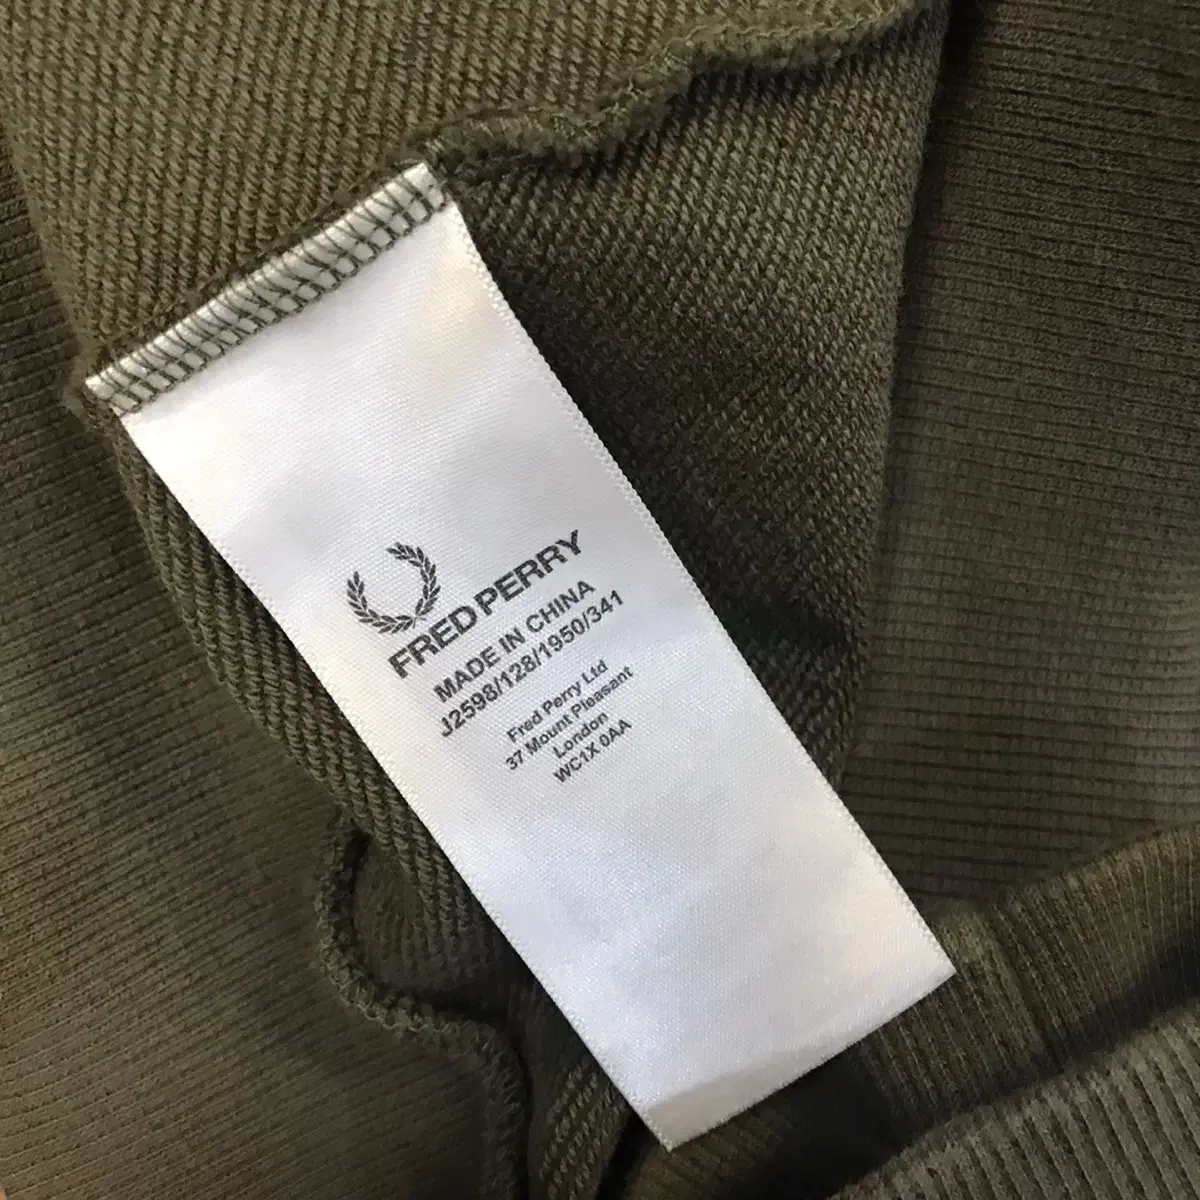 FRED PERRY
MADE IN CHINA
J2598/128/1950/341
Fred Perry Ltd
37 Mount Pleasant
London
WC1X 0AA